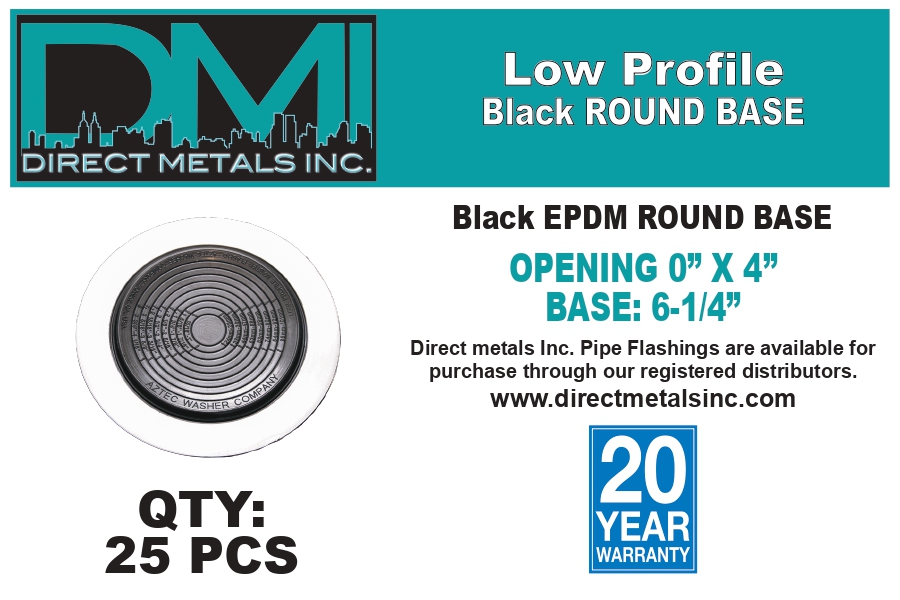 DMI
DIRECT METALS INC.
Low Profile
Black ROUND BASE
Black EPDM ROUND BASE
OPENING 0” X 4”
BASE: 6-1/4”
Direct metals Inc. Pipe Flashings are available for
purchase through our registered distributors.
www.directmetalsinc.com
AZTEC WASHER COMPANY
QTY:
25 PCS
20
YEAR
WARRANTY